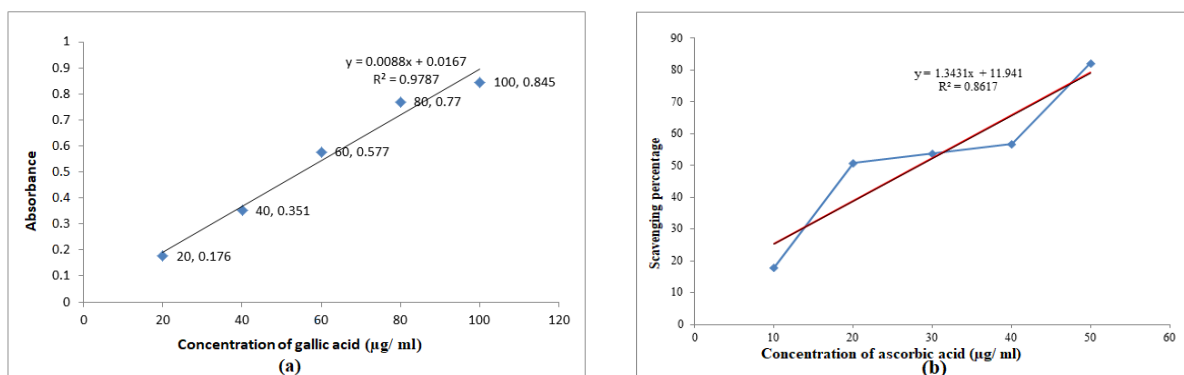 1
0.9
0.8
0.7
0.6
0.5
0.4
0.3
0.2
0.1
0
Absorbance
y = 0.0088x + 0.0167
R² = 0.9787
100, 0.845
80, 0.77
60, 0.577
40, 0.351
20, 0.176
0 20 40 60 80 100 120
Concentration of gallic acid (µg/ ml)
(a)
90
80
70
60
50
40
30
20
10
0
Scavenging percentage
y = 1.3431x + 11.941
R² = 0.8617
0 10 20 30 40 50 60
Concentration of ascorbic acid (µg/ ml)
(b)